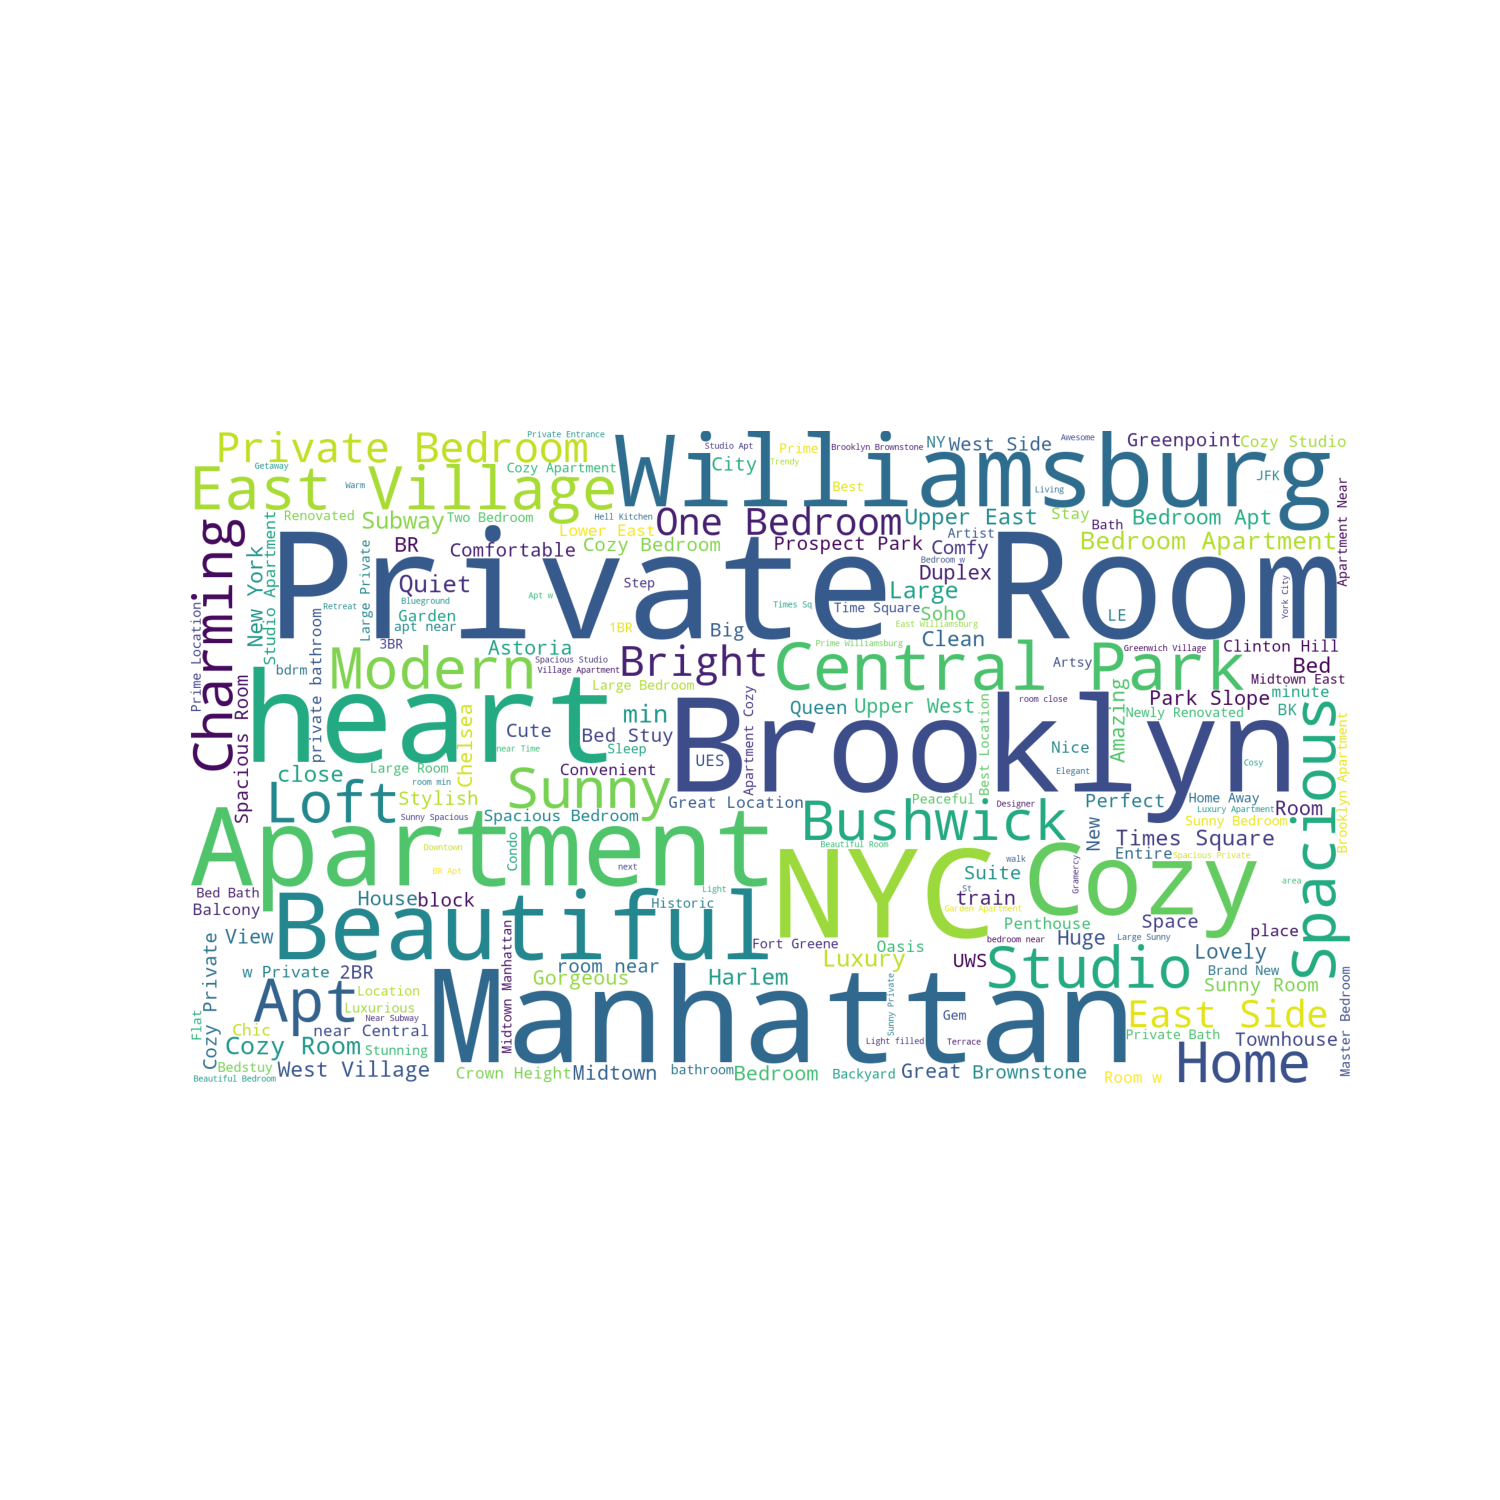 Private Bedroom
Private Entrance
Williamsburg
Studio Apt
Prime
Brooklyn Brownstone
NY
West Side
Awesome
Greenpoint
Cozy Studio
Getaway
Cozy Apartment
City
Trendy
JFK
East Village
Warm
Best
Living
Apartment Near
Charming
Renovated
Subway
Two Bedroom
Hell Kitchen
Lower East
One Bedroom
Upper East
Stay
Bath
Bedroom Apt
Artist
New York
Studio Apartment
BR
Comfortable
Cozy Bedroom
Prospect Park
Comfy
Bedroom Apartment
Bedroom w
Large Private
Private Room
Quiet
Step
Duplex
Large
York City
Prime Location
Retreat
Blueground
Apt w
Times Sq
Time Square
Soho
LE
Garden
apt near
1BR
Big
East Williamsburg
Clean
3BR
Astoria
Prime Williamsburg
Greenwich Village
Clinton Hill
private bathroom
bdrm
Modern
Spacious Studio
Village Apartment
Bright
Central Park
Artsy
Bed
Midtown East
Spacious Room
heart
Large Bedroom
Apartment Cozy
Queen
Upper West
room close
Amazing
Park Slope
minute
Newly Renovated
BK
Chelsea
Cute
min
Bed Stuy
Brooklyn
Best Location
Spacious
Brooklyn Apartment
near Time
Sleep
UES
Nice
Cosy
close
Large Room
Convenient
Elegant
room min
Sunny
Loft
Stylish
Great Location
Peaceful
Designer
Perfect
Home Away
Luxury Apartment
Room
Sunny Spacious
Spacious Bedroom
Bushwick
New
Sunny Bedroom
Times Square
Apartment
Downtown
Condo
Beautiful Room
Entire
Spacious Private
BR Apt
next
NYC
walk
Suite
Gramercy
Cozy
area
Bed Bath
Balcony
House
block
Light
Historic
St
train
Garden Apartment
Beautiful
Penthouse
Space
place
View
Fort Greene
Oasis
bedroom near
Huge
Large Sunny
Cozy Private
w Private
2BR
Midtown Manhattan
room near
Luxury
UWS
Studio
Lovely
Brand New
Apt
Location
Gorgeous
Harlem
Sunny Private
Sunny Room
Master Bedroom
Luxurious
Near Subway
Manhattan
Gem
East Side
Flat
Chic
near Central
Light filled
Terrace
Private Bath
Townhouse
Cozy Room
Stunning
Home
Bedstuy
West Village
Crown Height
Midtown
bathroom
Bedroom
Backyard
Great
Brownstone
Room w
Beautiful Bedroom